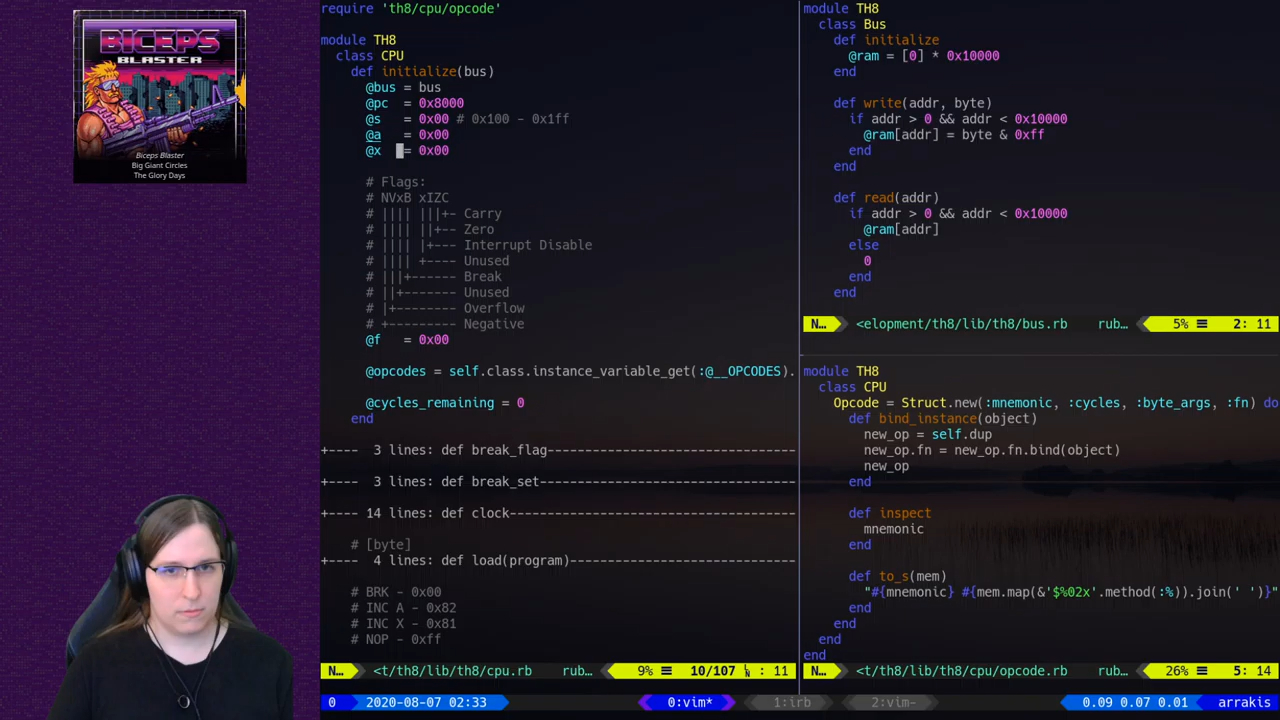 BICEPS
BLASTER
Biceps Blaster
Big Giant Circles
The Glory Days
require 'th8/cpu/opcode'
module TH8
class CPU
def initialize(bus)
@bus = bus
@pc = 0x8000
@s = 0x00 # 0x100 - 0x1ff
@a = 0x00
@x = 0x00
# Flags:
# NVxB xIZC
# |||| |||+- Carry
# |||| ||+-- Zero
# |||| |+--- Interrupt Disable
# |||| +---- Unused
# |||+------ Break
# ||+------- Unused
# |+-------- Overflow
# +--------- Negative
@f = 0x00
@opcodes = self.class.instance_variable_get(:@__OPCODES).
@cycles_remaining = 0
end
+---- 3 lines: def break_flag---------------------------------
+---- 3 lines: def break_set----------------------------------
+---- 14 lines: def clock--------------------------------------
# [byte]
+---- 4 lines: def load(program)------------------------------
# BRK - 0x00
# INC A - 0x82
# INC X - 0x81
# NOP - 0xff
N… <t/th8/lib/th8/cpu.rb rub… 9% ≡ 10/107 ㏑ : 11
module TH8
class Bus
def initialize
@ram = [0] * 0x10000
end
def write(addr, byte)
if addr > 0 && addr < 0x10000
@ram[addr] = byte & 0xff
end
end
def read(addr)
if addr > 0 && addr < 0x10000
@ram[addr]
else
0
end
end
N… <elopment/th8/lib/th8/bus.rb rub… 5% ≡ 2: 11
module TH8
class CPU
Opcode = Struct.new(:mnemonic, :cycles, :byte_args, :fn) do
def bind_instance(object)
new_op = self.dup
new_op.fn = new_op.fn.bind(object)
new_op
end
def inspect
mnemonic
end
def to_s(mem)
"#{mnemonic} #{mem.map(&'$%02x'.method(:%)).join(' ')}"
end
end
end
N… <t/th8/lib/th8/cpu/opcode.rb rub… 26% ≡ 5: 14
0 2020-08-07 02:33 0:vim* 1:irb 2:vim- 0.09 0.07 0.01 arrakis